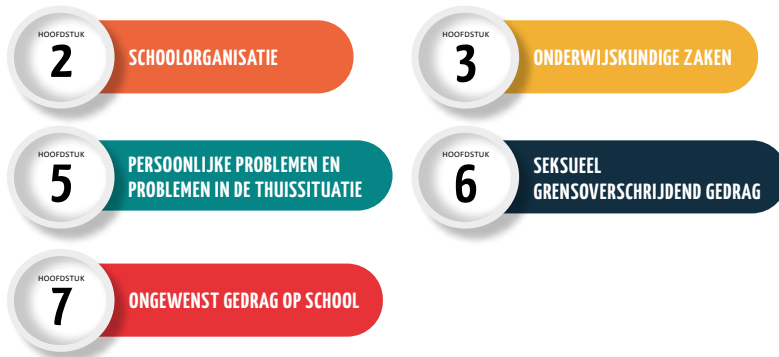 HOOFDSTUK
2
SCHOOLORGANISATIE
HOOFDSTUK
3
ONDERWIJSKUNDIGE ZAKEN
HOOFDSTUK
5
PERSOONLIJKE PROBLEMEN EN
PROBLEMEN IN DE THUISSITUATIE
HOOFDSTUK
6
SEKSUEEL
GRENSOVERSCHRIJDEND GEDRAG
HOOFDSTUK
7
ONGEWENST GEDRAG OP SCHOOL